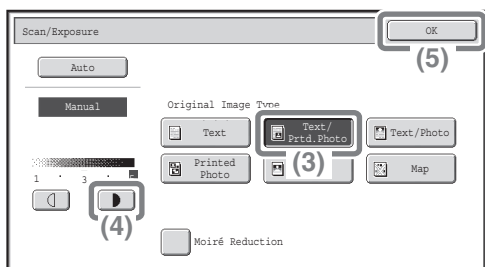 Scan/Exposure
OK
(5)
Auto
Manual
Original Image Type
Text
Text/
Prtd.Photo
Text/Photo
(3)
Printed
Photo
Map
1
3
(4)
Moiré Reduction